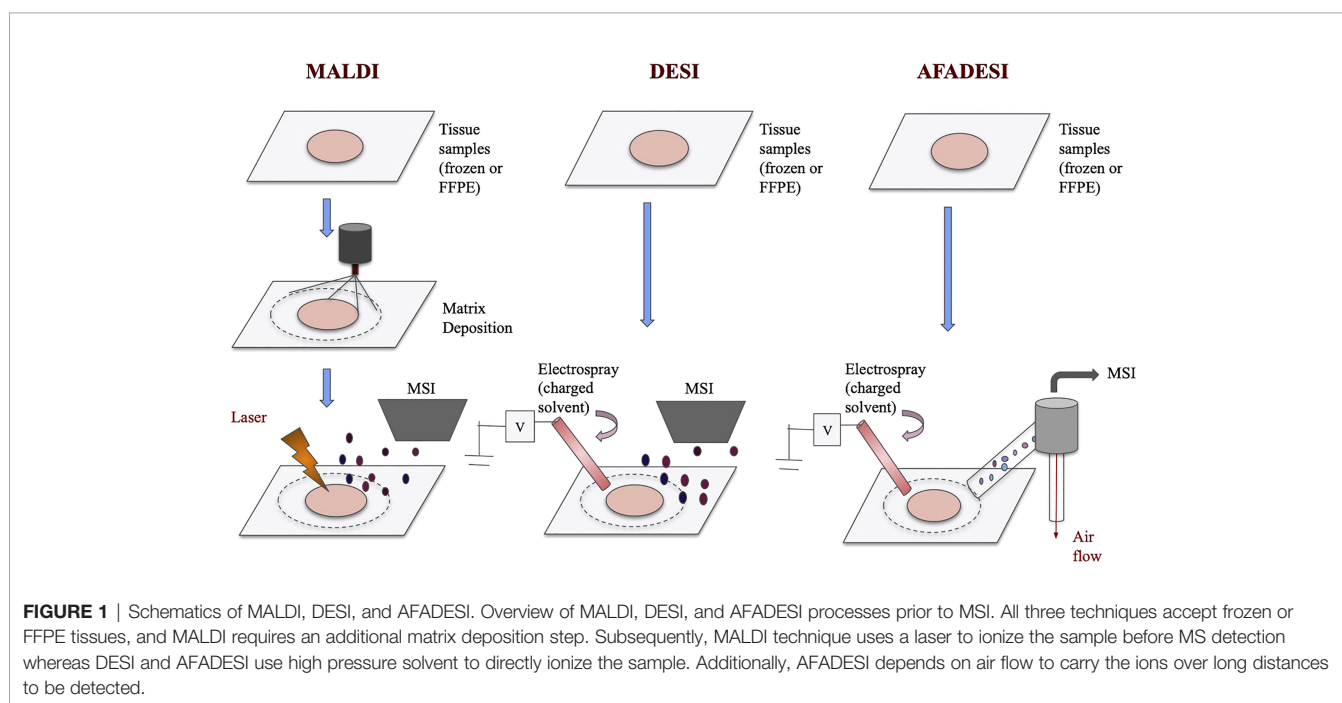 MALDI
DESI
AFADESI
Tissue
samples
(frozen or
FFPE)
Tissue
samples
(frozen or
FFPE)
Tissue
samples
(frozen or
FFPE)
Matrix
Deposition
Laser
MSI
Electrospray
(charged
solvent)
V
MSI
Electrospray
(charged
solvent)
V
MSI
Air
flow
FIGURE 1 | Schematics of MALDI, DESI, and AFADESI. Overview of MALDI, DESI, and AFADESI processes prior to MSI. All three techniques accept frozen or
FFPE tissues, and MALDI requires an additional matrix deposition step. Subsequently, MALDI technique uses a laser to ionize the sample before MS detection
whereas DESI and AFADESI use high pressure solvent to directly ionize the sample. Additionally, AFADESI depends on air flow to carry the ions over long distances
to be detected.